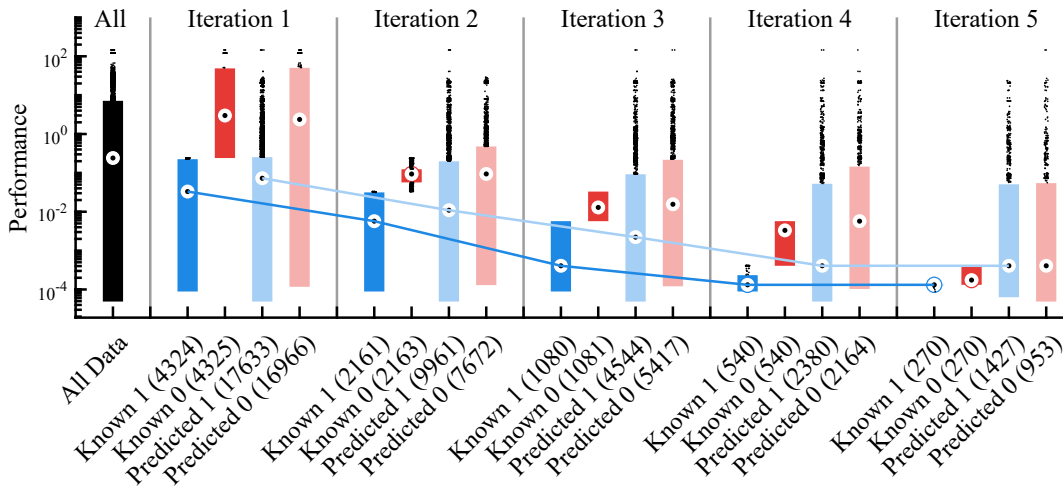 All
Iteration 1
Iteration 2
Iteration 3
Iteration 4
Iteration 5
Performance
10^2
10^0
10^-2
10^-4
All Data
Known 1 (4324)
Known 0 (4325)
Predicted 1 (17633)
Predicted 0 (16966)
Known 1 (2161)
Known 0 (2163)
Predicted 1 (9961)
Predicted 0 (7672)
Known 1 (1080)
Known 0 (1081)
Predicted 1 (4544)
Predicted 0 (5417)
Known 1 (540)
Known 0 (540)
Predicted 1 (2380)
Predicted 0 (2164)
Known 1 (270)
Known 0 (270)
Predicted 1 (1427)
Predicted 0 (953)